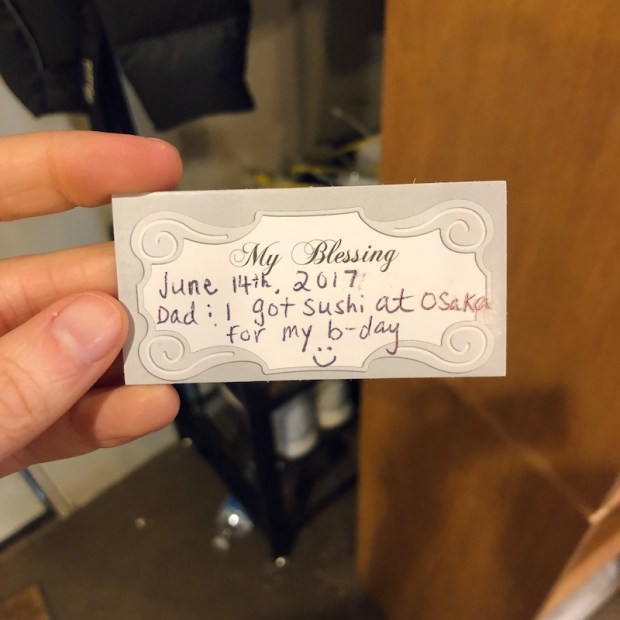 My Blessing
June 14th, 2017
Dad: I got sushi at Osaka
for my b-day